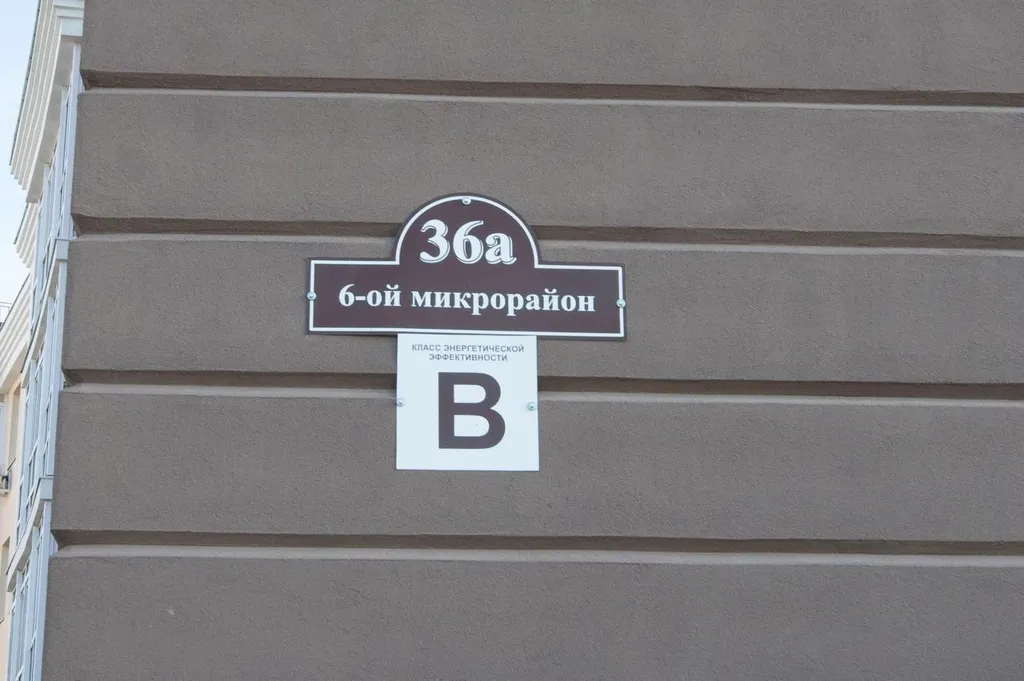 36а
6-ой микрорайон
КЛАСС ЭНЕРГЕТИЧЕСКОЙ
ЭФФЕКТИВНОСТИ
В